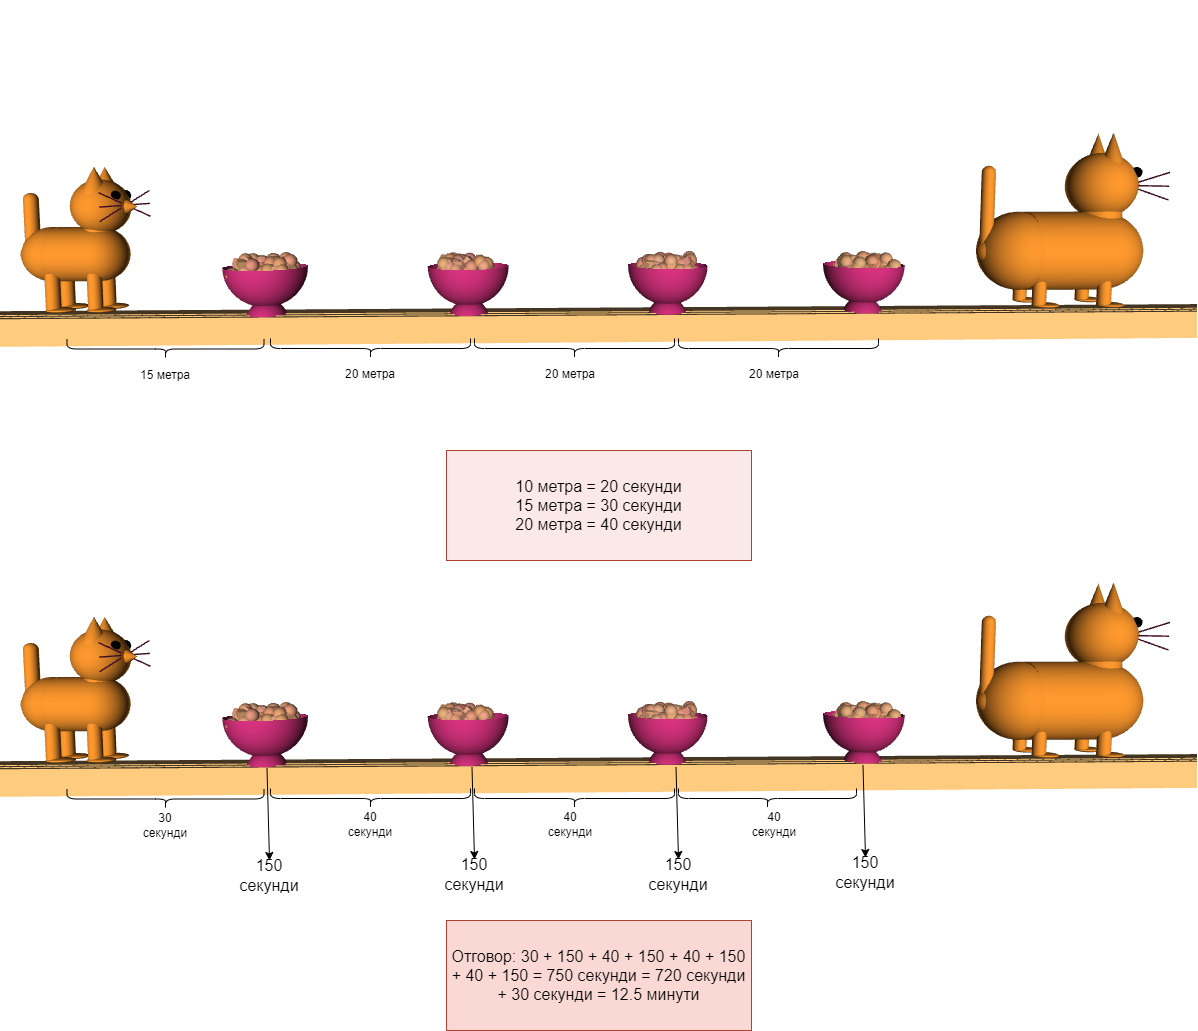 15 метра
20 метра
20 метра
20 метра
10 метра = 20 секунди
15 метра = 30 секунди
20 метра = 40 секунди
30
секунди
40
секунди
40
секунди
40
секунди
150
секунди
150
секунди
150
секунди
150
секунди
Отговор: 30 + 150 + 40 + 150 + 40 + 150
+ 40 + 150 = 750 секунди = 720 секунди
+ 30 секунди = 12.5 минути